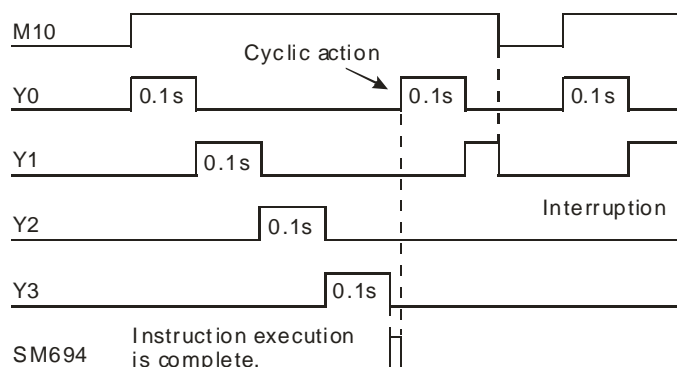 M10
Cyclic action
Y0 0.1s 0.1s 0.1s
Y1 0.1s
Interruption
Y2 0.1s
Y3 0.1s
Instruction execution
SM694 is complete.